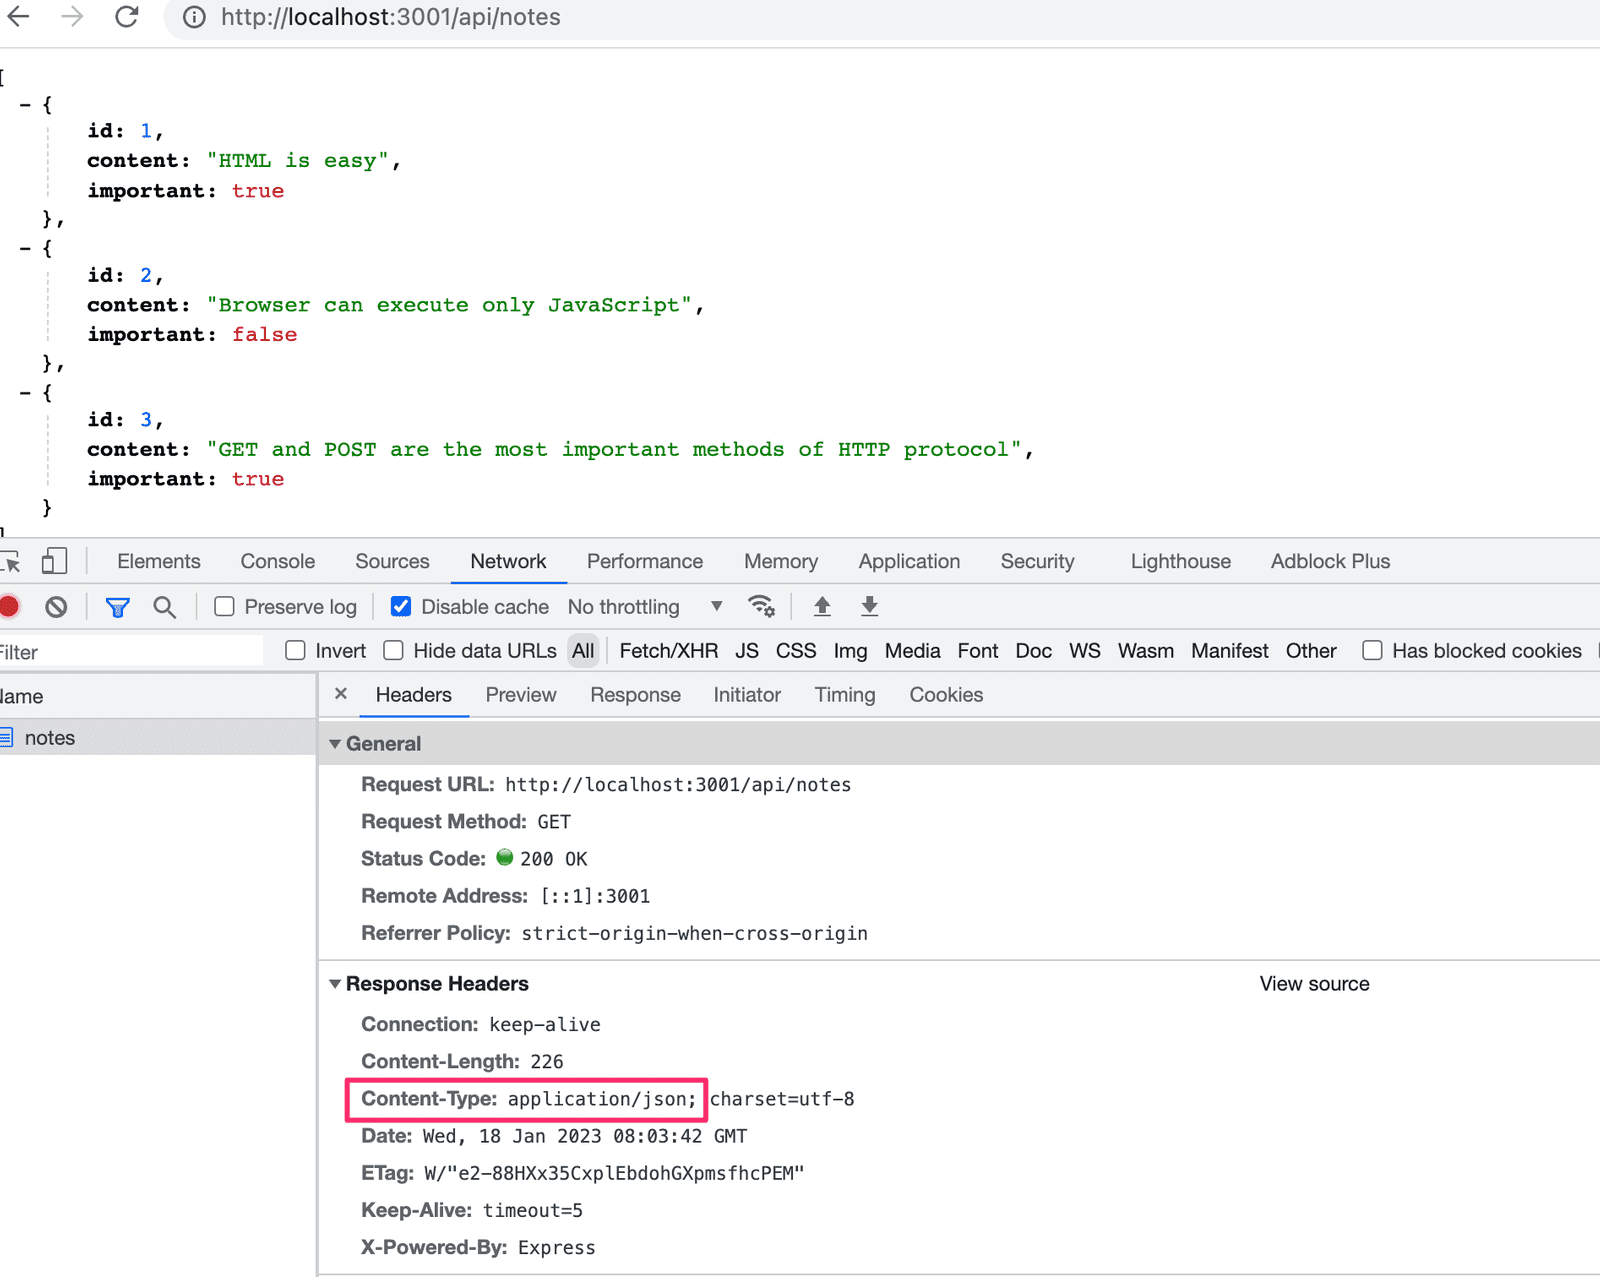 http://localhost:3001/api/notes
[
- {
id: 1,
content: "HTML is easy",
important: true
},
- {
id: 2,
content: "Browser can execute only JavaScript",
important: false
},
- {
id: 3,
content: "GET and POST are the most important methods of HTTP protocol",
important: true
}
]
Elements Console Sources Network Performance Memory Application Security Lighthouse Adblock Plus
Preserve log Disable cache No throttling
Filter Invert Hide data URLs All Fetch/XHR JS CSS Img Media Font Doc WS Wasm Manifest Other Has blocked cookies
Name × Headers Preview Response Initiator Timing Cookies
notes
General
Request URL: http://localhost:3001/api/notes
Request Method: GET
Status Code: 200 OK
Remote Address: [::1]:3001
Referrer Policy: strict-origin-when-cross-origin
Response Headers View source
Connection: keep-alive
Content-Length: 226
Content-Type: application/json; charset=utf-8
Date: Wed, 18 Jan 2023 08:03:42 GMT
ETag: W/"e2-88HXx35CxplEbdohGXpmsfhcPEM"
Keep-Alive: timeout=5
X-Powered-By: Express